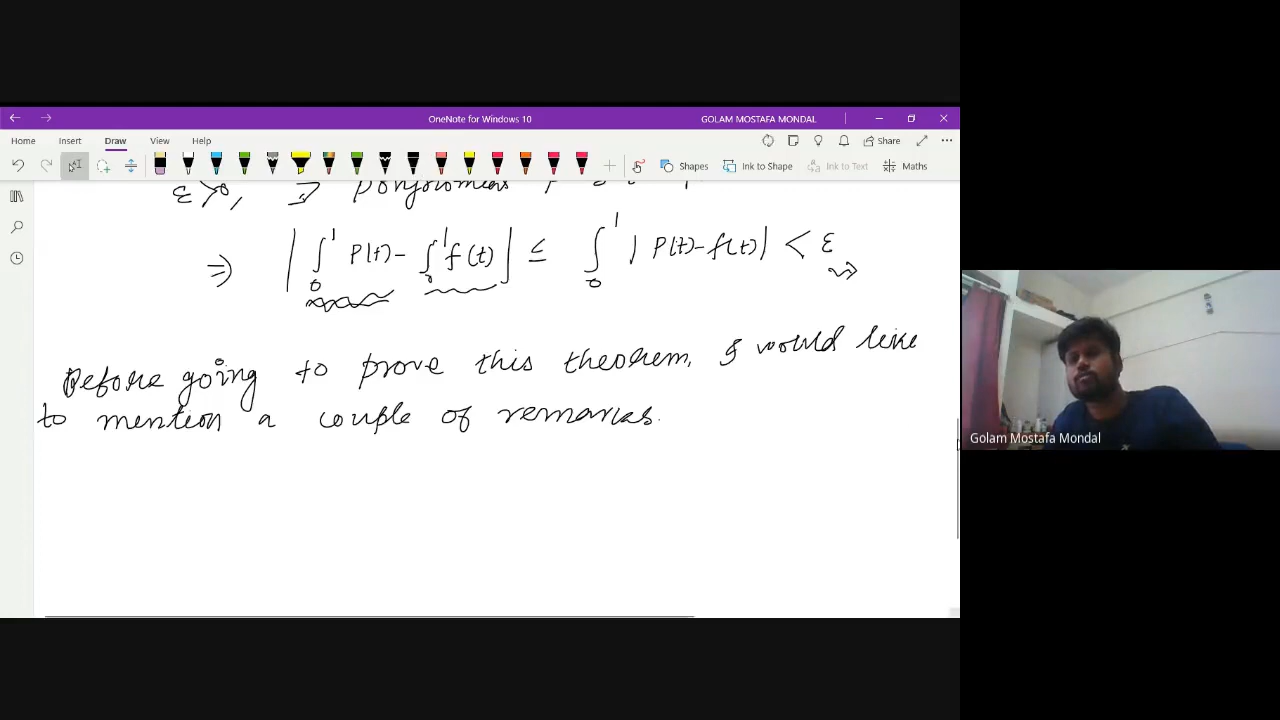 OneNote for Windows 10
GOLAM MOSTAFA MONDAL
Home Insert Draw View Help
Share
Shapes Ink to Shape Ink to Text Maths
ε>0, ∃ polynomials P
⇒ |∫₀¹ P(t) - ∫₀¹ f(t)| ≤ ∫₀¹ |P(t) - f(t)| < ε
Before going to prove this theorem, I would like
to mention a couple of remarks.
Golam Mostafa Mondal